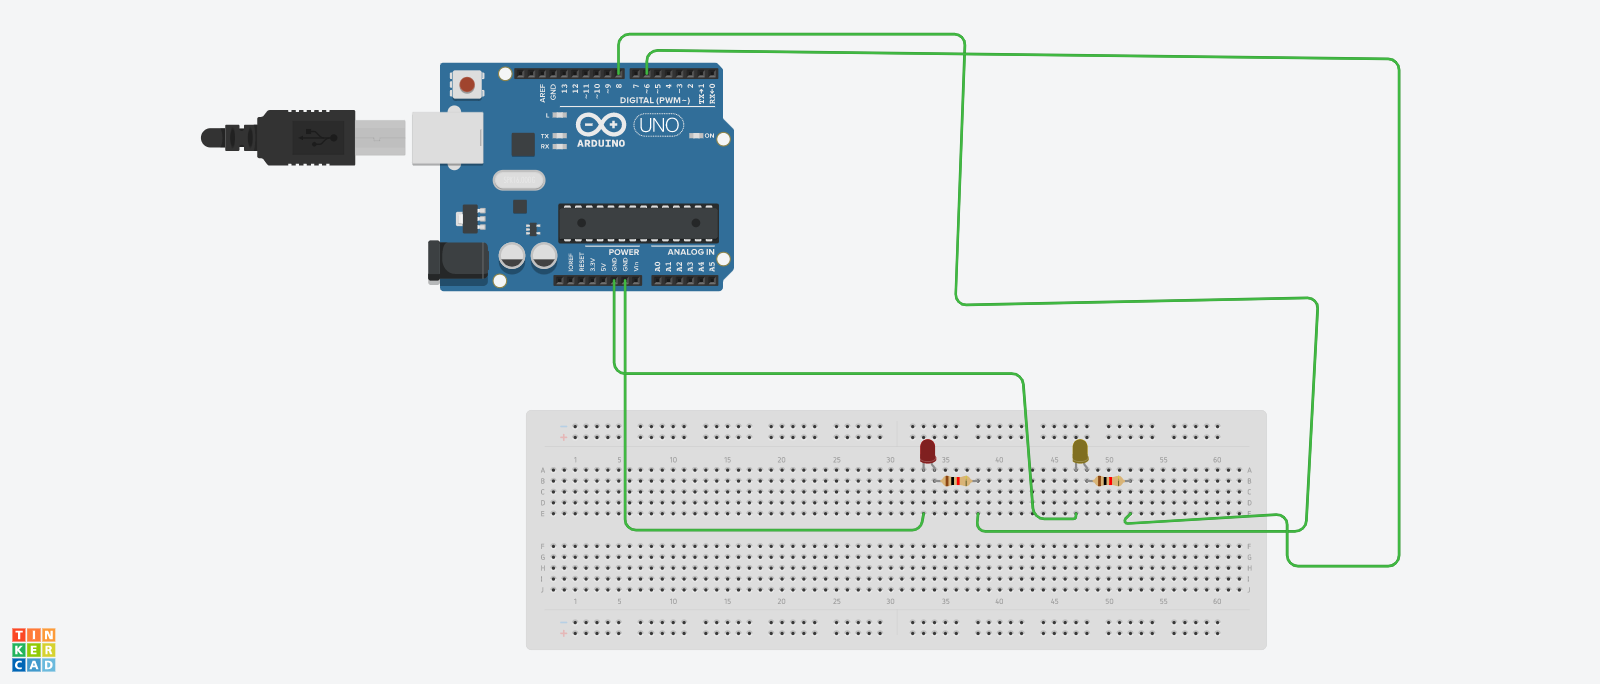 AREF
GND
13
12
~11
~10
~9
8
7
~6
~5
4
~3
2
TX→1
RX←0
DIGITAL (PWM~)
L
TX
RX
UNO
ARDUINO
ON
POWER
ANALOG IN
IOREF
RESET
3.3V
5V
GND
GND
Vin
A0
A1
A2
A3
A4
A5
− −
+ +
1 5 10 15 20 25 30 35 40 45 50 55 60
A A
B B
C C
D D
E E
F F
G G
H H
I I
J J
1 5 10 15 20 25 30 35 40 45 50 55 60
− −
+ +
TIN
KER
CAD